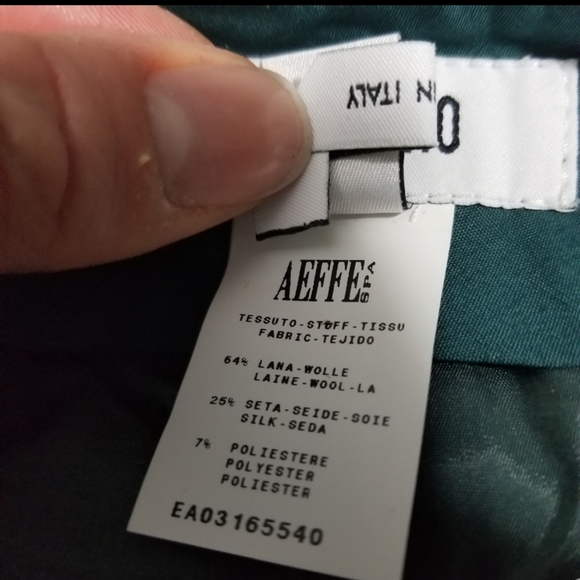 IN ITALY
AEFFE SPA
TESSUTO-STOFF-TISSU
FABRIC-TEJIDO
64% LANA-WOLLE
LAINE-WOOL-LA
25% SETA-SEIDE-SOIE
SILK-SEDA
7% POLIESTERE
POLYESTER
POLIESTER
EA03165540